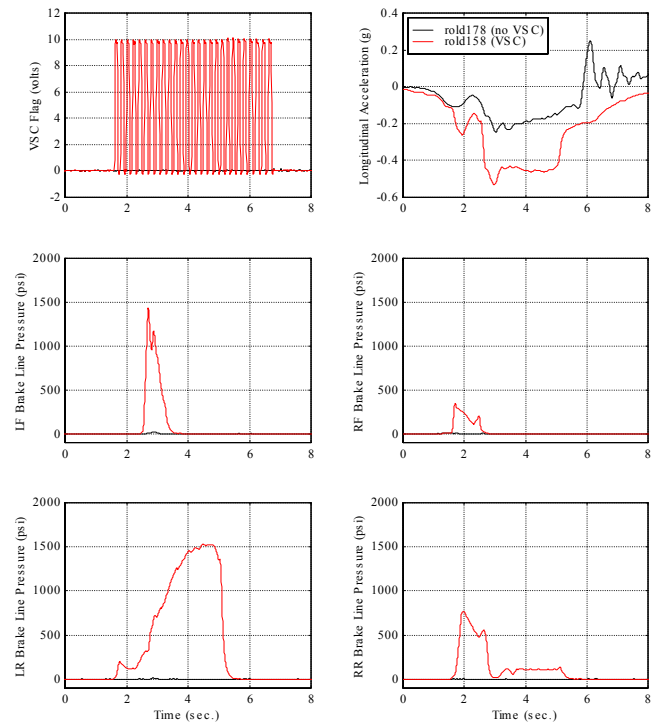 12
10
8
6
4
2
0
-2
VSC Flag (volts)
0 2 4 6 8
0.4
0.2
0
-0.2
-0.4
-0.6
Longitudinal Acceleration (g)
rold178 (no VSC)
rold158 (VSC)
0 2 4 6 8
2000
1500
1000
500
0
LF Brake Line Pressure (psi)
0 2 4 6 8
2000
1500
1000
500
0
RF Brake Line Pressure (psi)
0 2 4 6 8
2000
1500
1000
500
0
LR Brake Line Pressure (psi)
0 2 4 6 8
Time (sec.)
2000
1500
1000
500
0
RR Brake Line Pressure (psi)
0 2 4 6 8
Time (sec.)